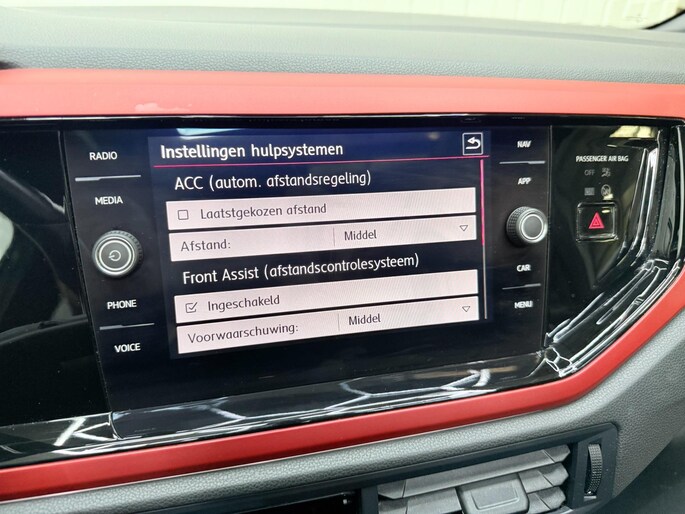 RADIO
MEDIA
PHONE
VOICE
Instellingen hulpsystemen
ACC (autom. afstandsregeling)
Laatstgekozen afstand
Afstand: Middel
Front Assist (afstandscontrolesysteem)
Ingeschakeld
Voorwaarschuwing: Middel
NAV
APP
CAR
MENU
PASSENGER AIR BAG
OFF